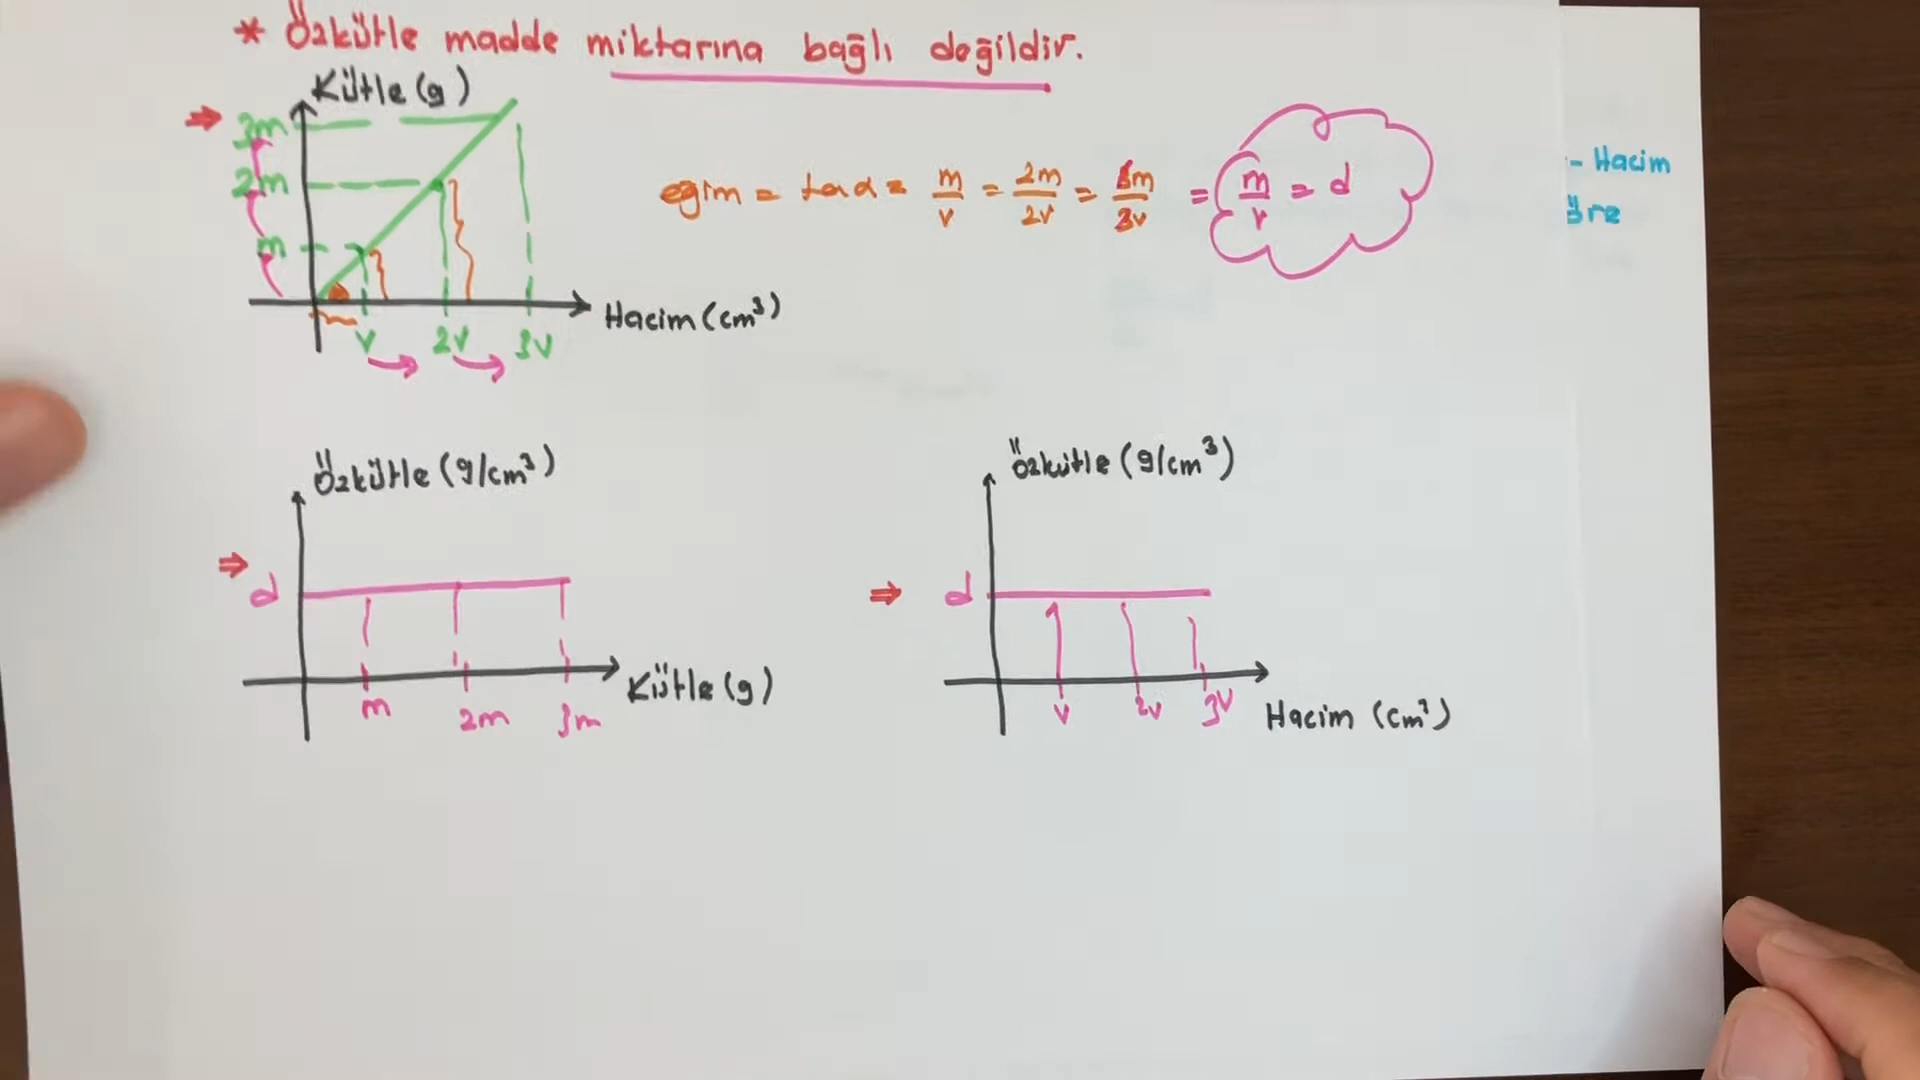 * Özkütle madde miktarına bağlı değildir.
Kütle (g)
3m
2m
m
V 2V 3V
Hacim (cm³)
eğim = tanα = m/v = 2m/2v = 3m/3v = m/v = d
- Hacim
öre
Özkütle (g/cm³)
d
m 2m 3m
Kütle (g)
Özkütle (g/cm³)
d
V 2V 3V
Hacim (cm³)